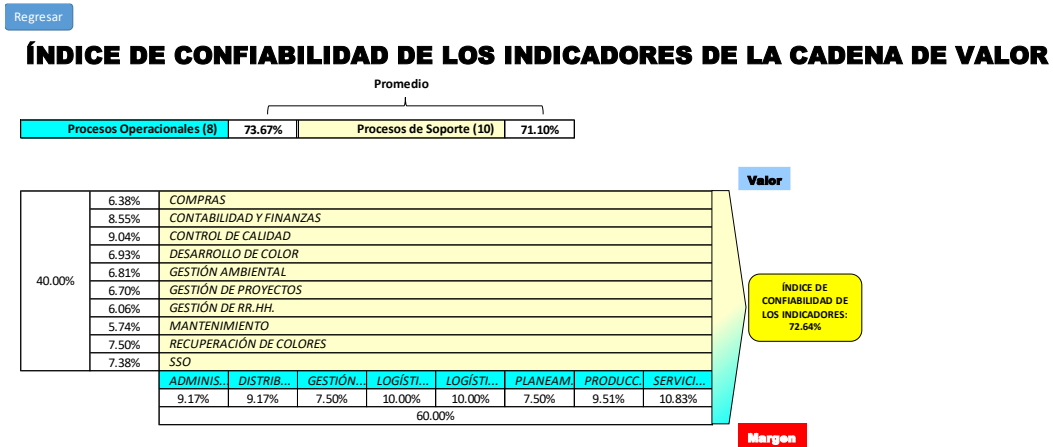 Regresar
ÍNDICE DE CONFIABILIDAD DE LOS INDICADORES DE LA CADENA DE VALOR
Promedio
Procesos Operacionales (8) 73.67% Procesos de Soporte (10) 71.10%
Valor
40.00%
6.38% COMPRAS
8.55% CONTABILIDAD Y FINANZAS
9.04% CONTROL DE CALIDAD
6.93% DESARROLLO DE COLOR
6.81% GESTIÓN AMBIENTAL
6.70% GESTIÓN DE PROYECTOS
6.06% GESTIÓN DE RR.HH.
5.74% MANTENIMIENTO
7.50% RECUPERACIÓN DE COLORES
7.38% SSO
ÍNDICE DE
CONFIABILIDAD DE
LOS INDICADORES:
72.64%
ADMINIS... DISTRIB... GESTIÓN... LOGÍSTI... LOGÍSTI... PLANEAM. PRODUCC. SERVICI...
9.17% 9.17% 7.50% 10.00% 10.00% 7.50% 9.51% 10.83%
60.00%
Margen